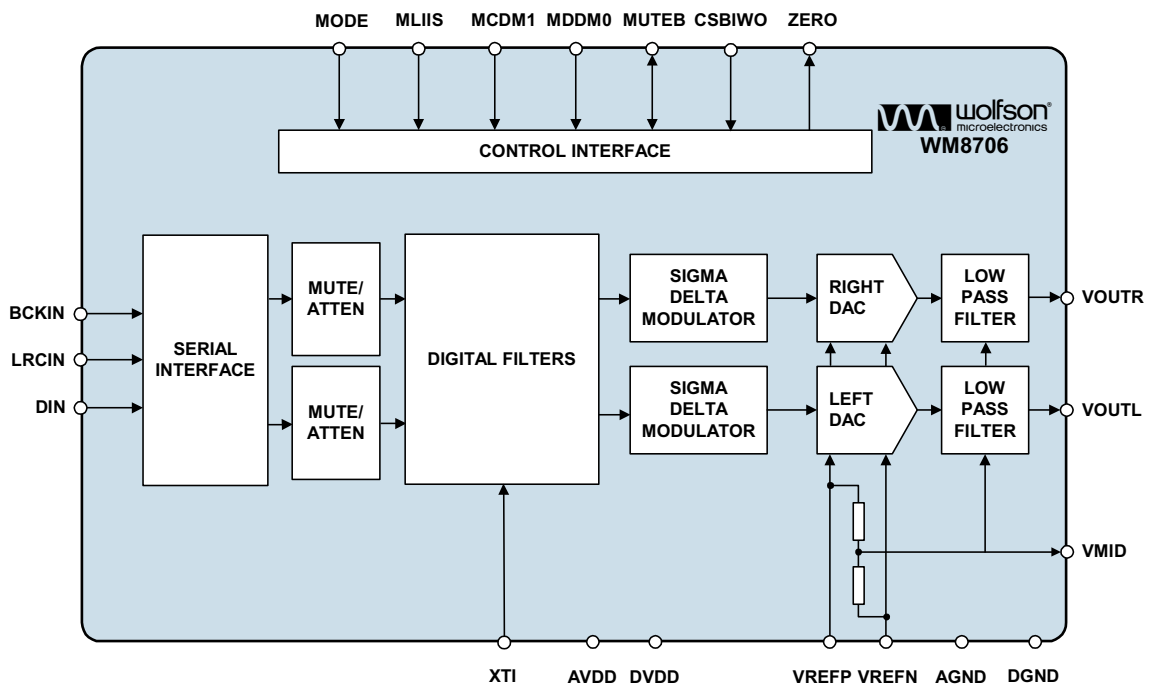 MODE MLIIS MCDM1 MDDM0 MUTEB CSBIWO ZERO
wolfson®
microelectronics
WM8706
CONTROL INTERFACE
BCKIN
LRCIN
DIN
SERIAL
INTERFACE
MUTE/
ATTEN
MUTE/
ATTEN
DIGITAL FILTERS
SIGMA
DELTA
MODULATOR
SIGMA
DELTA
MODULATOR
RIGHT
DAC
LEFT
DAC
LOW
PASS
FILTER
LOW
PASS
FILTER
VOUTR
VOUTL
VMID
XTI AVDD DVDD VREFP VREFN AGND DGND